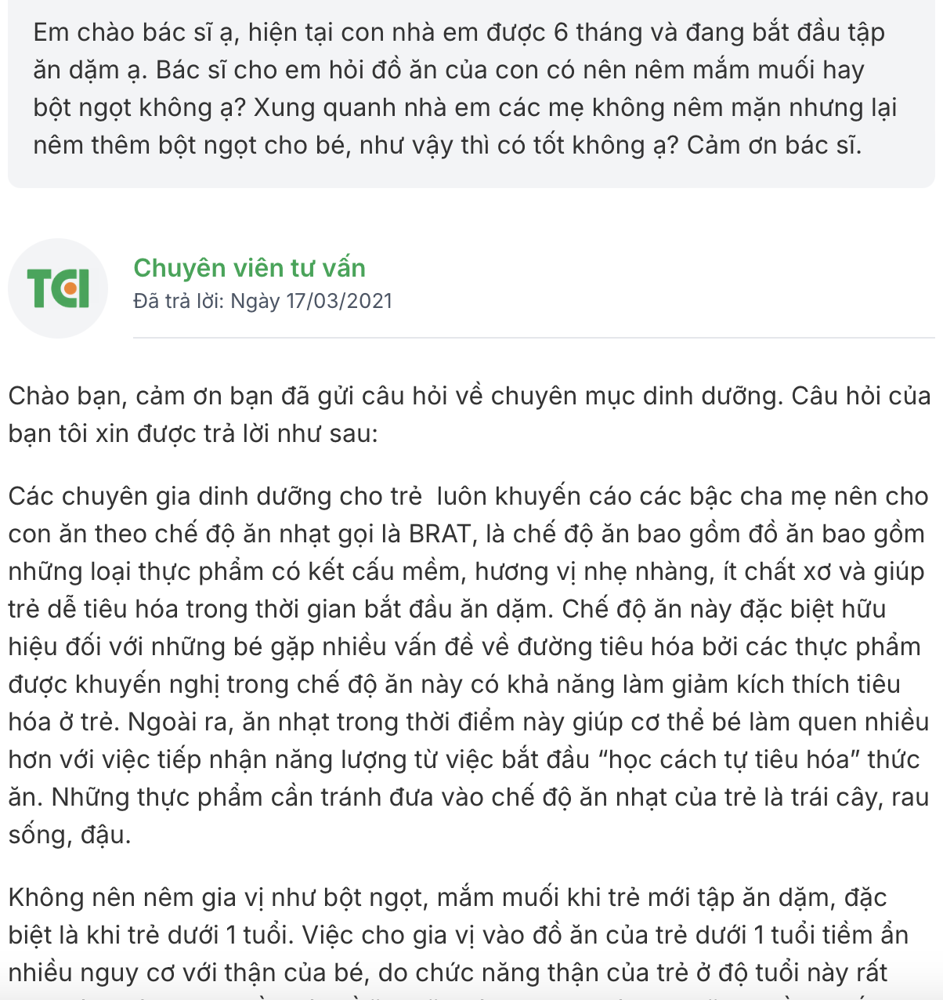 Em chào bác sĩ ạ, hiện tại con nhà em được 6 tháng và đang bắt đầu tập
ăn dặm ạ. Bác sĩ cho em hỏi đồ ăn của con có nên nêm mắm muối hay
bột ngọt không ạ? Xung quanh nhà em các mẹ không nêm mặn nhưng lại
nêm thêm bột ngọt cho bé, như vậy thì có tốt không ạ? Cảm ơn bác sĩ.
TCI
Chuyên viên tư vấn
Đã trả lời: Ngày 17/03/2021
Chào bạn, cảm ơn bạn đã gửi câu hỏi về chuyên mục dinh dưỡng. Câu hỏi của
bạn tôi xin được trả lời như sau:
Các chuyên gia dinh dưỡng cho trẻ  luôn khuyến cáo các bậc cha mẹ nên cho
con ăn theo chế độ ăn nhạt gọi là BRAT, là chế độ ăn bao gồm đồ ăn bao gồm
những loại thực phẩm có kết cấu mềm, hương vị nhẹ nhàng, ít chất xơ và giúp
trẻ dễ tiêu hóa trong thời gian bắt đầu ăn dặm. Chế độ ăn này đặc biệt hữu
hiệu đối với những bé gặp nhiều vấn đề về đường tiêu hóa bởi các thực phẩm
được khuyến nghị trong chế độ ăn này có khả năng làm giảm kích thích tiêu
hóa ở trẻ. Ngoài ra, ăn nhạt trong thời điểm này giúp cơ thể bé làm quen nhiều
hơn với việc tiếp nhận năng lượng từ việc bắt đầu “học cách tự tiêu hóa” thức
ăn. Những thực phẩm cần tránh đưa vào chế độ ăn nhạt của trẻ là trái cây, rau
sống, đậu.
Không nên nêm gia vị như bột ngọt, mắm muối khi trẻ mới tập ăn dặm, đặc
biệt là khi trẻ dưới 1 tuổi. Việc cho gia vị vào đồ ăn của trẻ dưới 1 tuổi tiềm ẩn
nhiều nguy cơ với thận của bé, do chức năng thận của trẻ ở độ tuổi này rất